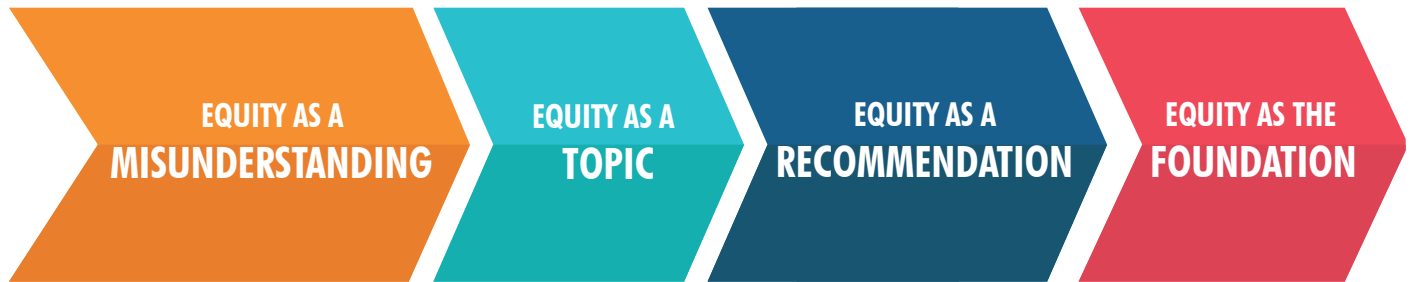 EQUITY AS A
MISUNDERSTANDING
EQUITY AS A
TOPIC
EQUITY AS A
RECOMMENDATION
EQUITY AS THE
FOUNDATION